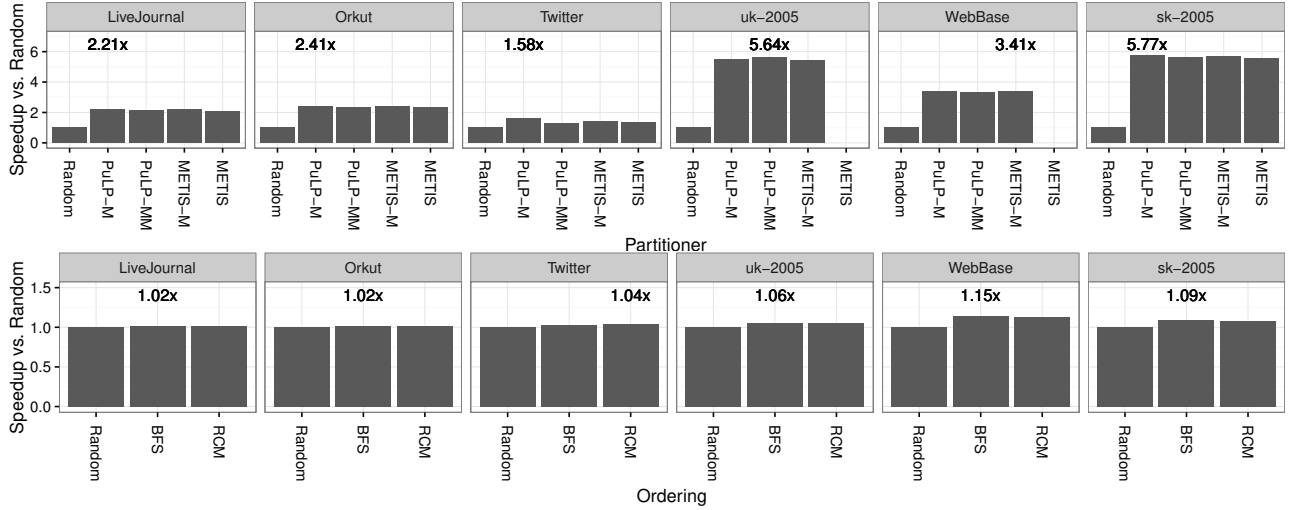 LiveJournal Orkut Twitter uk−2005 WebBase sk−2005
2.21x 2.41x 1.58x 5.64x 3.41x 5.77x
Speedup vs. Random
6
4
2
0
Random PuLP−M PuLP−MM METIS−M METIS Random PuLP−M PuLP−MM METIS−M METIS Random PuLP−M PuLP−MM METIS−M METIS Random PuLP−M PuLP−MM METIS−M METIS Random PuLP−M PuLP−MM METIS−M METIS Random PuLP−M PuLP−MM METIS−M METIS
Partitioner
LiveJournal Orkut Twitter uk−2005 WebBase sk−2005
1.02x 1.02x 1.04x 1.06x 1.15x 1.09x
Speedup vs. Random
1.5
1.0
0.5
0.0
Random BFS RCM Random BFS RCM Random BFS RCM Random BFS RCM Random BFS RCM Random BFS RCM
Ordering